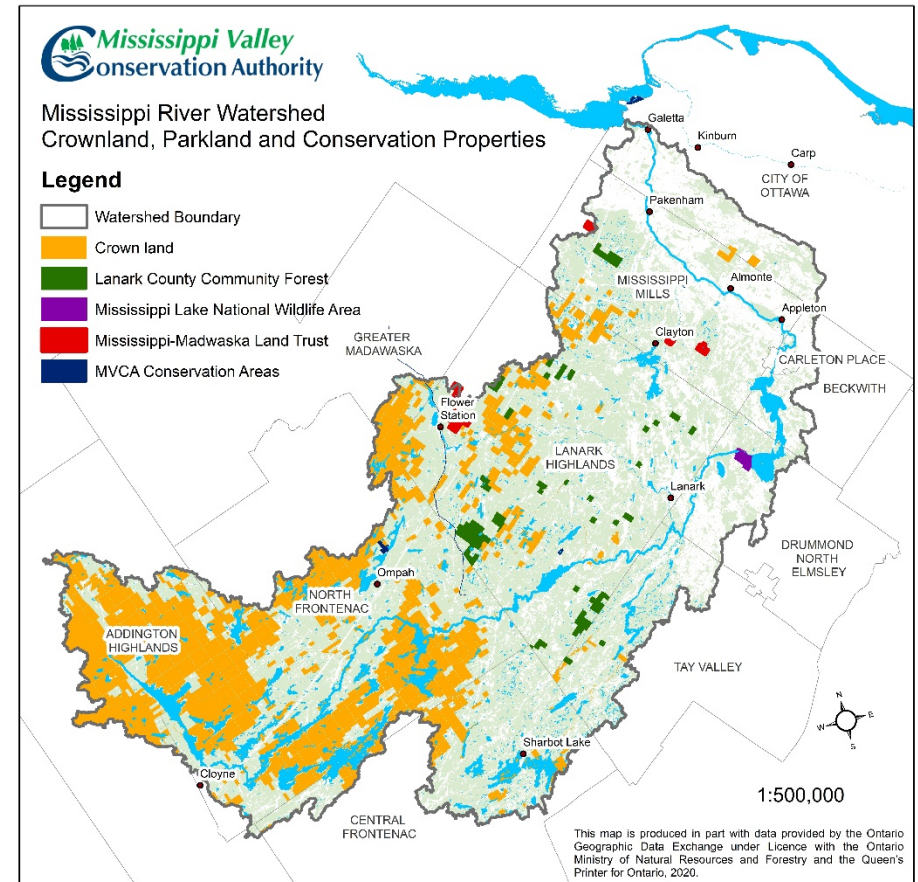 Mississippi Valley
Conservation Authority
Mississippi River Watershed
Crownland, Parkland and Conservation Properties
Legend
Watershed Boundary
Crown land
Lanark County Community Forest
Mississippi Lake National Wildlife Area
Mississippi-Madwaska Land Trust
MVCA Conservation Areas
Galetta
Kinburn
Carp
CITY OF
OTTAWA
Pakenham
MISSISSIPPI
MILLS
Almonte
Appleton
Clayton
CARLETON PLACE
BECKWITH
GREATER
MADAWASKA
Flower
Station
LANARK
HIGHLANDS
Lanark
DRUMMOND
NORTH
ELMSLEY
Ompah
NORTH
FRONTENAC
ADDINGTON
HIGHLANDS
TAY VALLEY
N
W
E
S
Sharbot Lake
Cloyne
CENTRAL
FRONTENAC
1:500,000
This map is produced in part with data provided by the Ontario
Geographic Data Exchange under Licence with the Ontario
Ministry of Natural Resources and Forestry and the Queen's
Printer for Ontario, 2020.